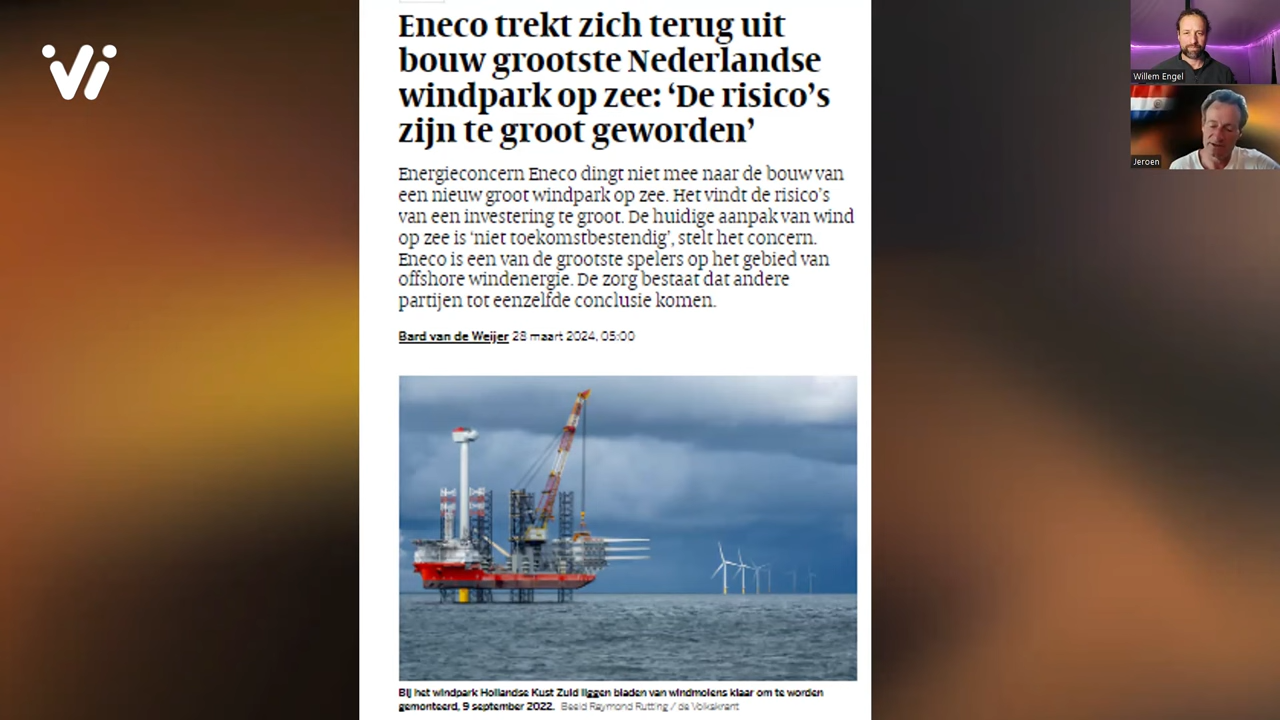 Eneco trekt zich terug uit
bouw grootste Nederlandse
windpark op zee: ‘De risico’s
zijn te groot geworden’
Energieconcern Eneco dingt niet mee naar de bouw van
een nieuw groot windpark op zee. Het vindt de risico’s
van een investering te groot. De huidige aanpak van wind
op zee is ‘niet toekomstbestendig’, stelt het concern.
Eneco is een van de grootste spelers op het gebied van
offshore windenergie. De zorg bestaat dat andere
partijen tot eenzelfde conclusie komen.
Bard van de Weijer 28 maart 2024, 05:00
Bij het windpark Hollandse Kust Zuid liggen bladen van windmolens klaar om te worden
gemonteerd, 9 september 2022. Beeld Raymond Rutting / de Volkskrant
Willem Engel
Jeroen